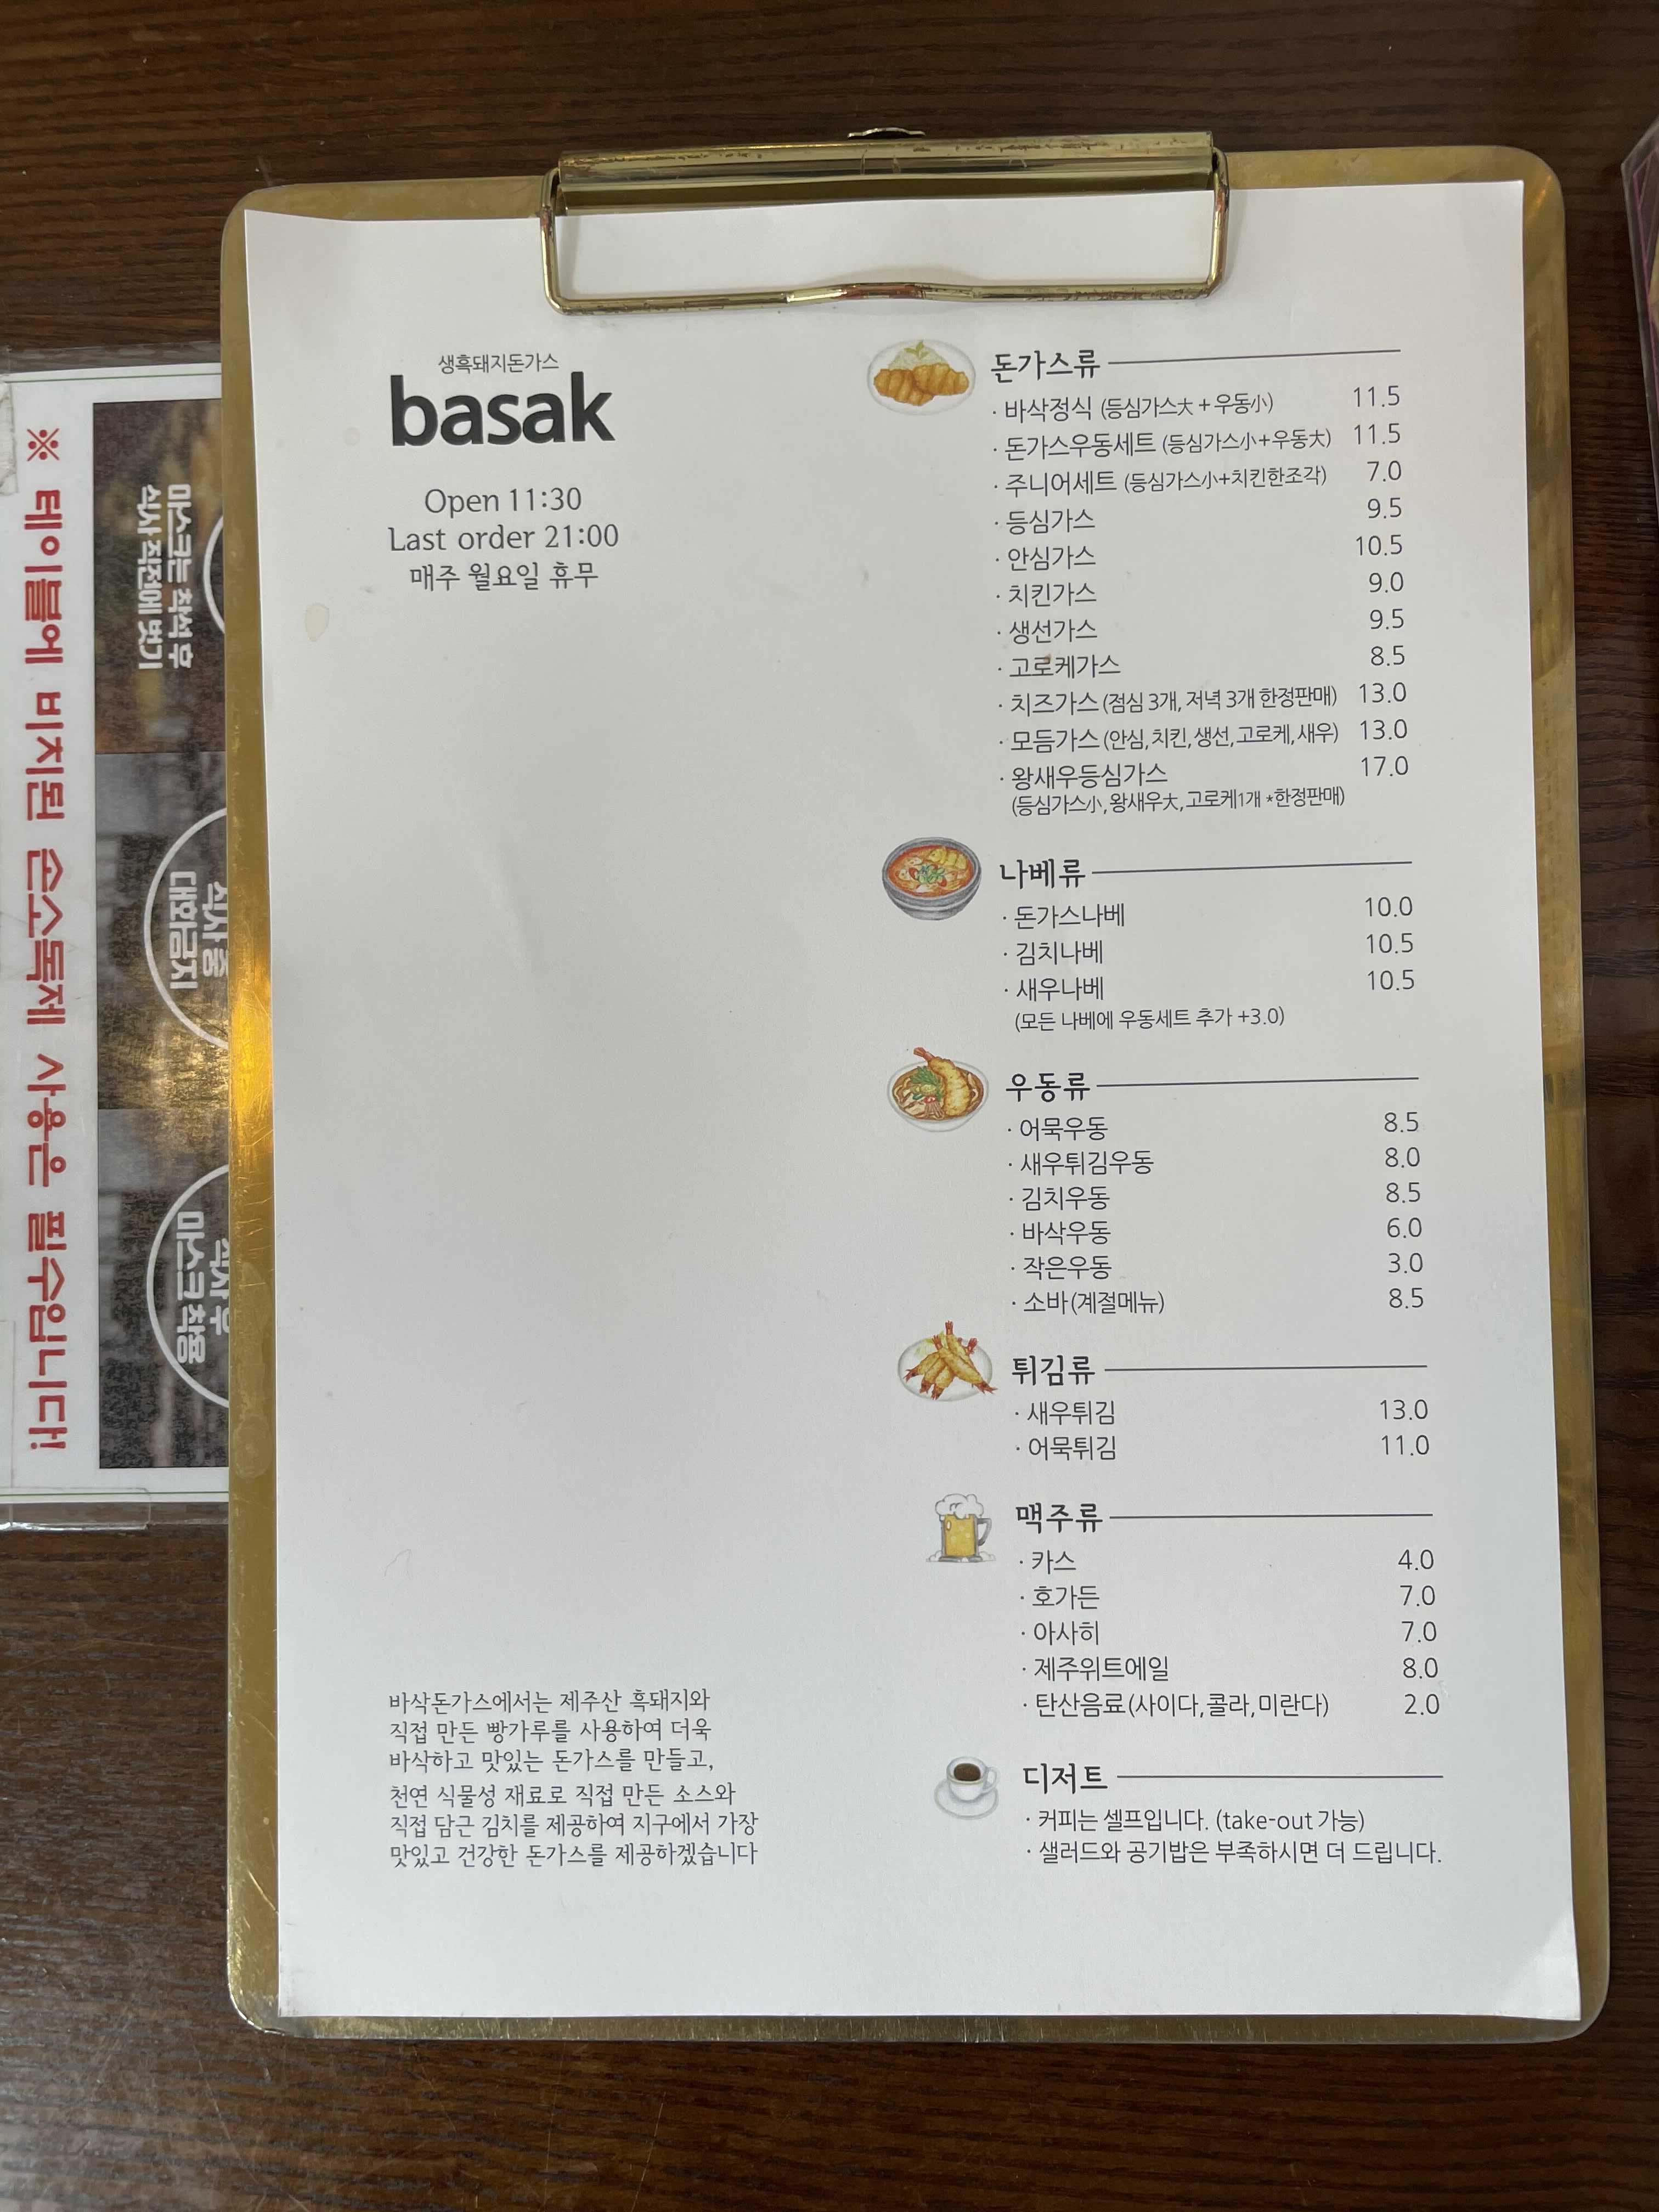 생흑돼지돈가스
basak
Open 11:30
Last order 21:00
매주 월요일 휴무
돈가스류
· 바삭정식 (등심가스大 + 우동小) 11.5
· 돈가스우동세트 (등심가스小+우동大) 11.5
· 주니어세트 (등심가스小+치킨한조각) 7.0
· 등심가스 9.5
· 안심가스 10.5
· 치킨가스 9.0
· 생선가스 9.5
· 고로케가스 8.5
· 치즈가스 (점심 3개, 저녁 3개 한정판매) 13.0
· 모듬가스 (안심, 치킨, 생선, 고로케, 새우) 13.0
· 왕새우등심가스 17.0
(등심가스小, 왕새우大, 고로케1개 *한정판매)
나베류
· 돈가스나베 10.0
· 김치나베 10.5
· 새우나베 10.5
(모든 나베에 우동세트 추가 +3.0)
우동류
· 어묵우동 8.5
· 새우튀김우동 8.0
· 김치우동 8.5
· 바삭우동 6.0
· 작은우동 3.0
· 소바(계절메뉴) 8.5
튀김류
· 새우튀김 13.0
· 어묵튀김 11.0
맥주류
· 카스 4.0
· 호가든 7.0
· 아사히 7.0
· 제주위트에일 8.0
· 탄산음료(사이다, 콜라, 미란다) 2.0
디저트
· 커피는 셀프입니다. (take-out 가능)
· 샐러드와 공기밥은 부족하시면 더 드립니다.
바삭돈가스에서는 제주산 흑돼지와
직접 만든 빵가루를 사용하여 더욱
바삭하고 맛있는 돈가스를 만들고,
천연 식물성 재료로 직접 만든 소스와
직접 담근 김치를 제공하여 지구에서 가장
맛있고 건강한 돈가스를 제공하겠습니다
※ 테이블에 비치된 손소독제 사용은 필수입니다!
마스크는 착석 후
식사 직전에 벗기
식사 중
대화금지
식사 후
마스크 착용